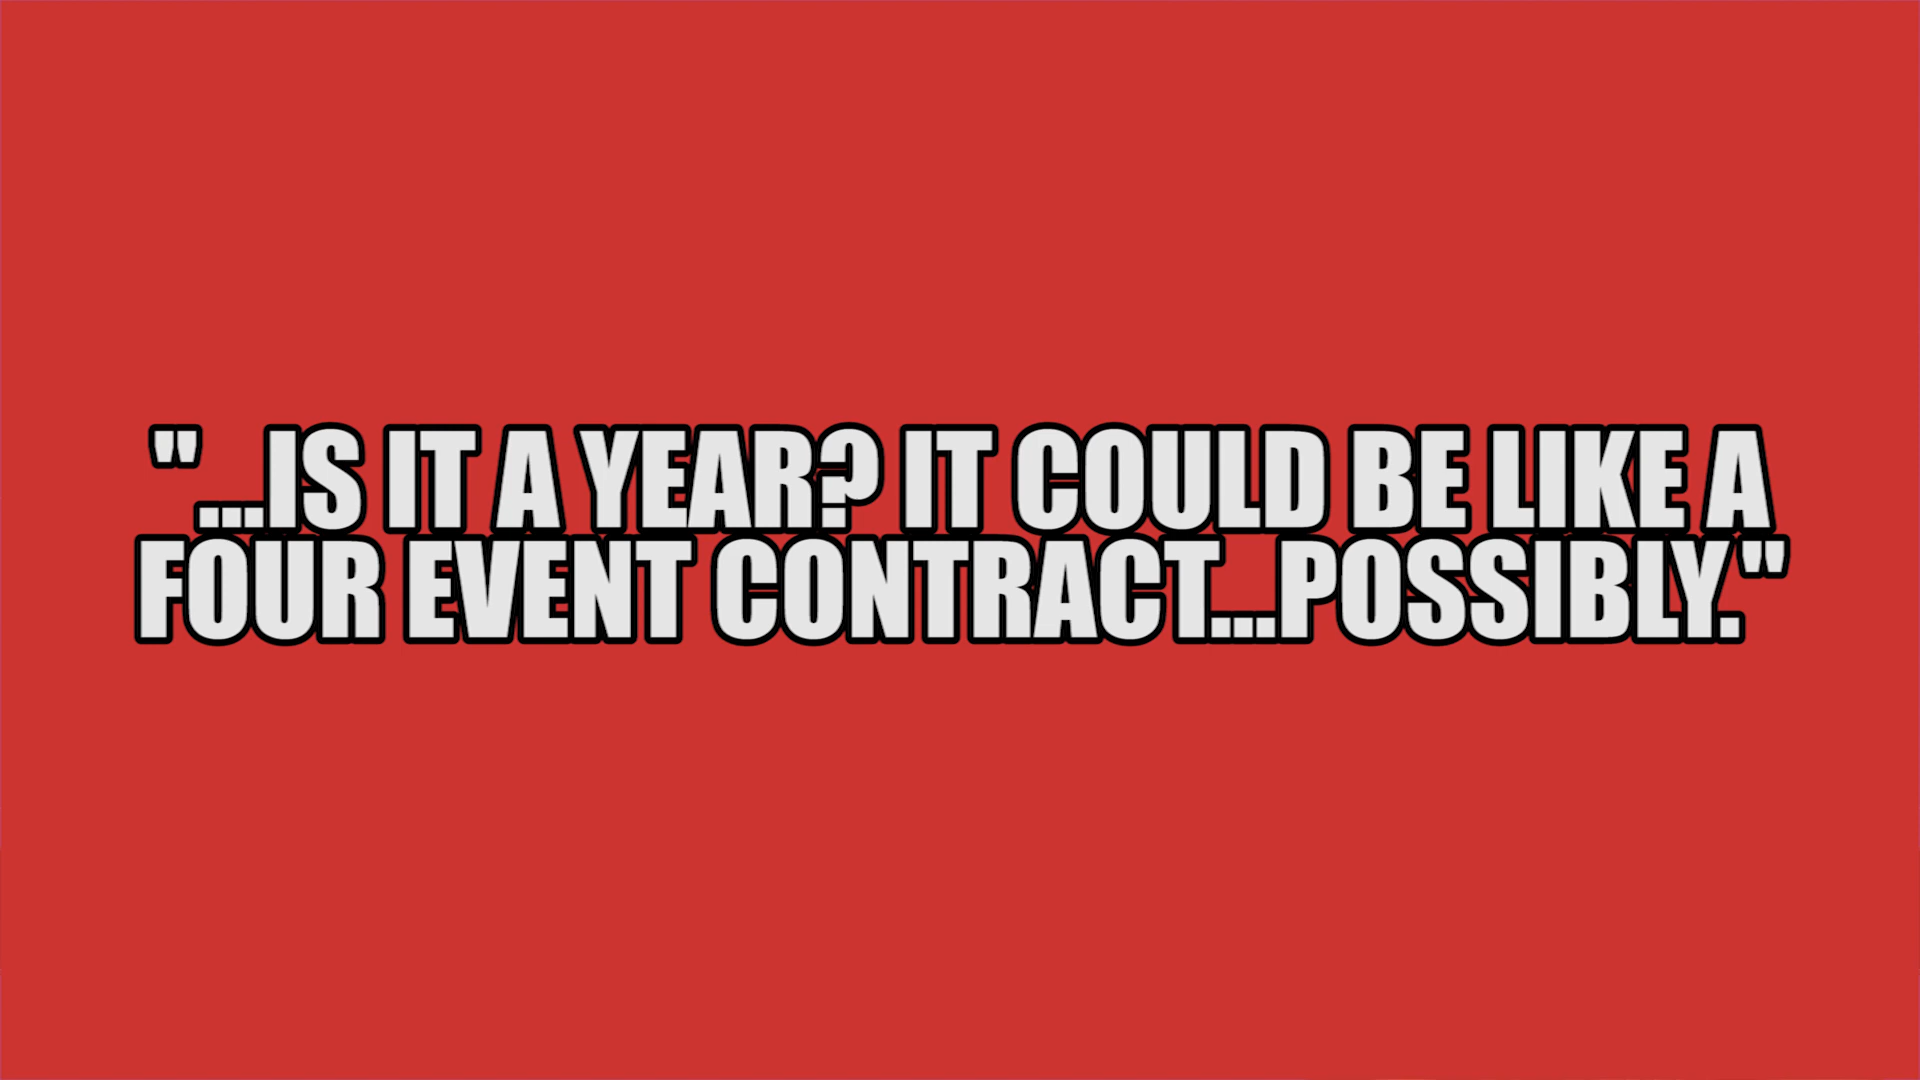 "...IS IT A YEAR? IT COULD BE LIKE A
FOUR EVENT CONTRACT...POSSIBLY."